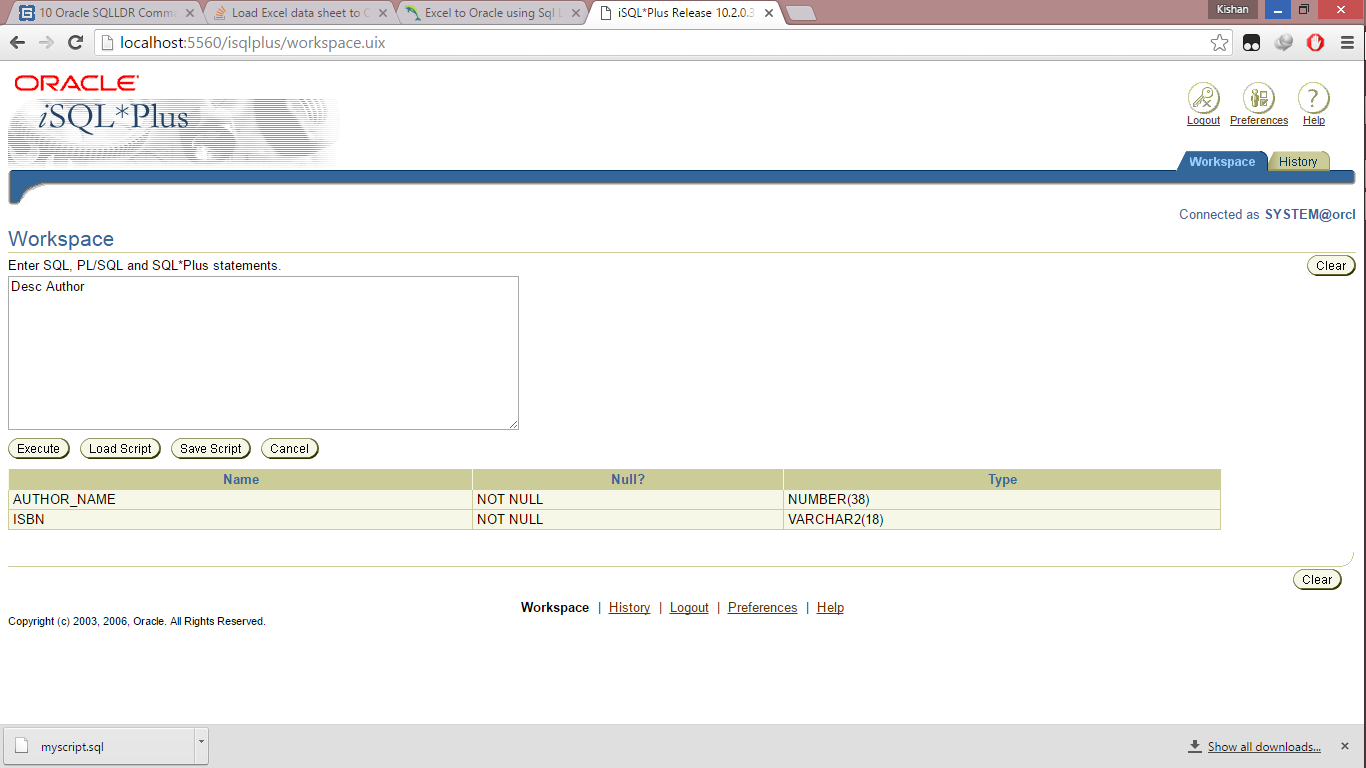 10 Oracle SQLLDR Comma
Load Excel data sheet to O
Excel to Oracle using Sql L
iSQL*Plus Release 10.2.0.3
Kishan
localhost:5560/isqlplus/workspace.uix
ORACLE
iSQL*Plus
Logout Preferences Help
Workspace History
Connected as SYSTEM@orcl
Workspace
Enter SQL, PL/SQL and SQL*Plus statements.
Clear
Desc Author
Execute Load Script Save Script Cancel
Name Null? Type
AUTHOR_NAME NOT NULL NUMBER(38)
ISBN NOT NULL VARCHAR2(18)
Clear
Workspace | History | Logout | Preferences | Help
Copyright (c) 2003, 2006, Oracle. All Rights Reserved.
myscript.sql
Show all downloads...